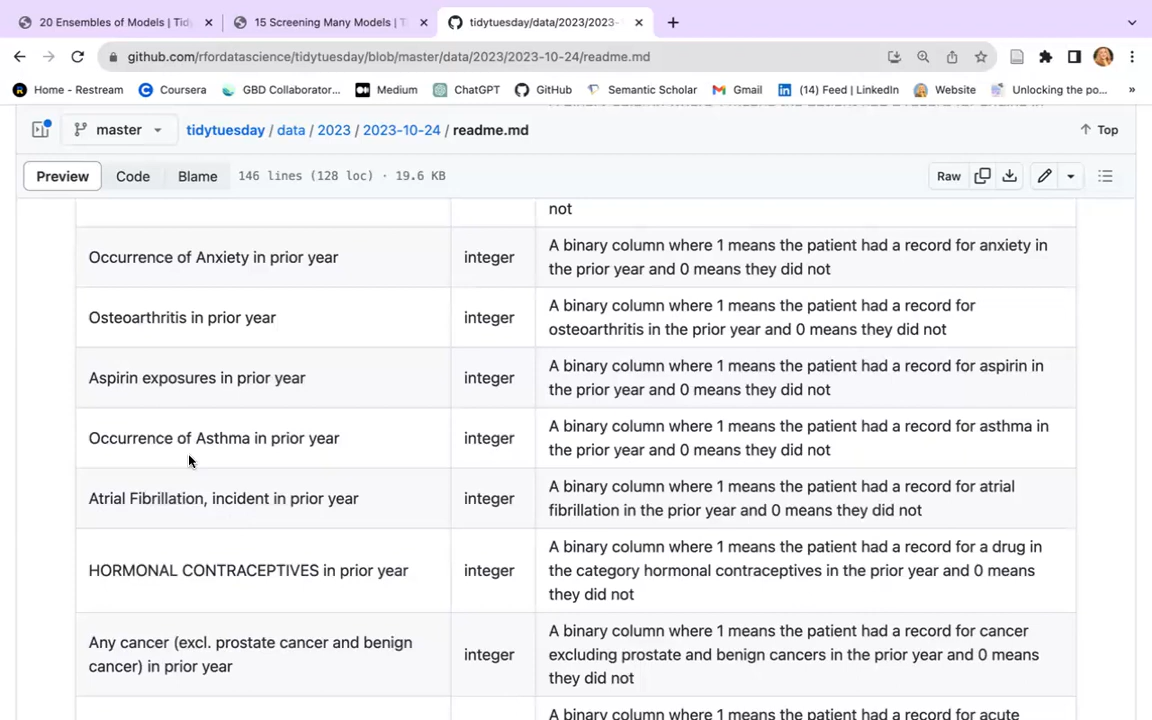 20 Ensembles of Models | Tid
15 Screening Many Models | T
tidytuesday/data/2023/2023-
github.com/rfordatascience/tidytuesday/blob/master/data/2023/2023-10-24/readme.md
Home - Restream
Coursera
GBD Collaborator...
Medium
ChatGPT
GitHub
Semantic Scholar
Gmail
(14) Feed | LinkedIn
Website
Unlocking the po...
»
master
tidytuesday / data / 2023 / 2023-10-24 / readme.md
Top
Preview
Code
Blame
146 lines (128 loc) · 19.6 KB
Raw
not
Occurrence of Anxiety in prior year
integer
A binary column where 1 means the patient had a record for anxiety in
the prior year and 0 means they did not
Osteoarthritis in prior year
integer
A binary column where 1 means the patient had a record for
osteoarthritis in the prior year and 0 means they did not
Aspirin exposures in prior year
integer
A binary column where 1 means the patient had a record for aspirin in
the prior year and 0 means they did not
Occurrence of Asthma in prior year
integer
A binary column where 1 means the patient had a record for asthma in
the prior year and 0 means they did not
Atrial Fibrillation, incident in prior year
integer
A binary column where 1 means the patient had a record for atrial
fibrillation in the prior year and 0 means they did not
HORMONAL CONTRACEPTIVES in prior year
integer
A binary column where 1 means the patient had a record for a drug in
the category hormonal contraceptives in the prior year and 0 means
they did not
Any cancer (excl. prostate cancer and benign
cancer) in prior year
integer
A binary column where 1 means the patient had a record for cancer
excluding prostate and benign cancers in the prior year and 0 means
they did not
A binary column where 1 means the patient had a record for acute